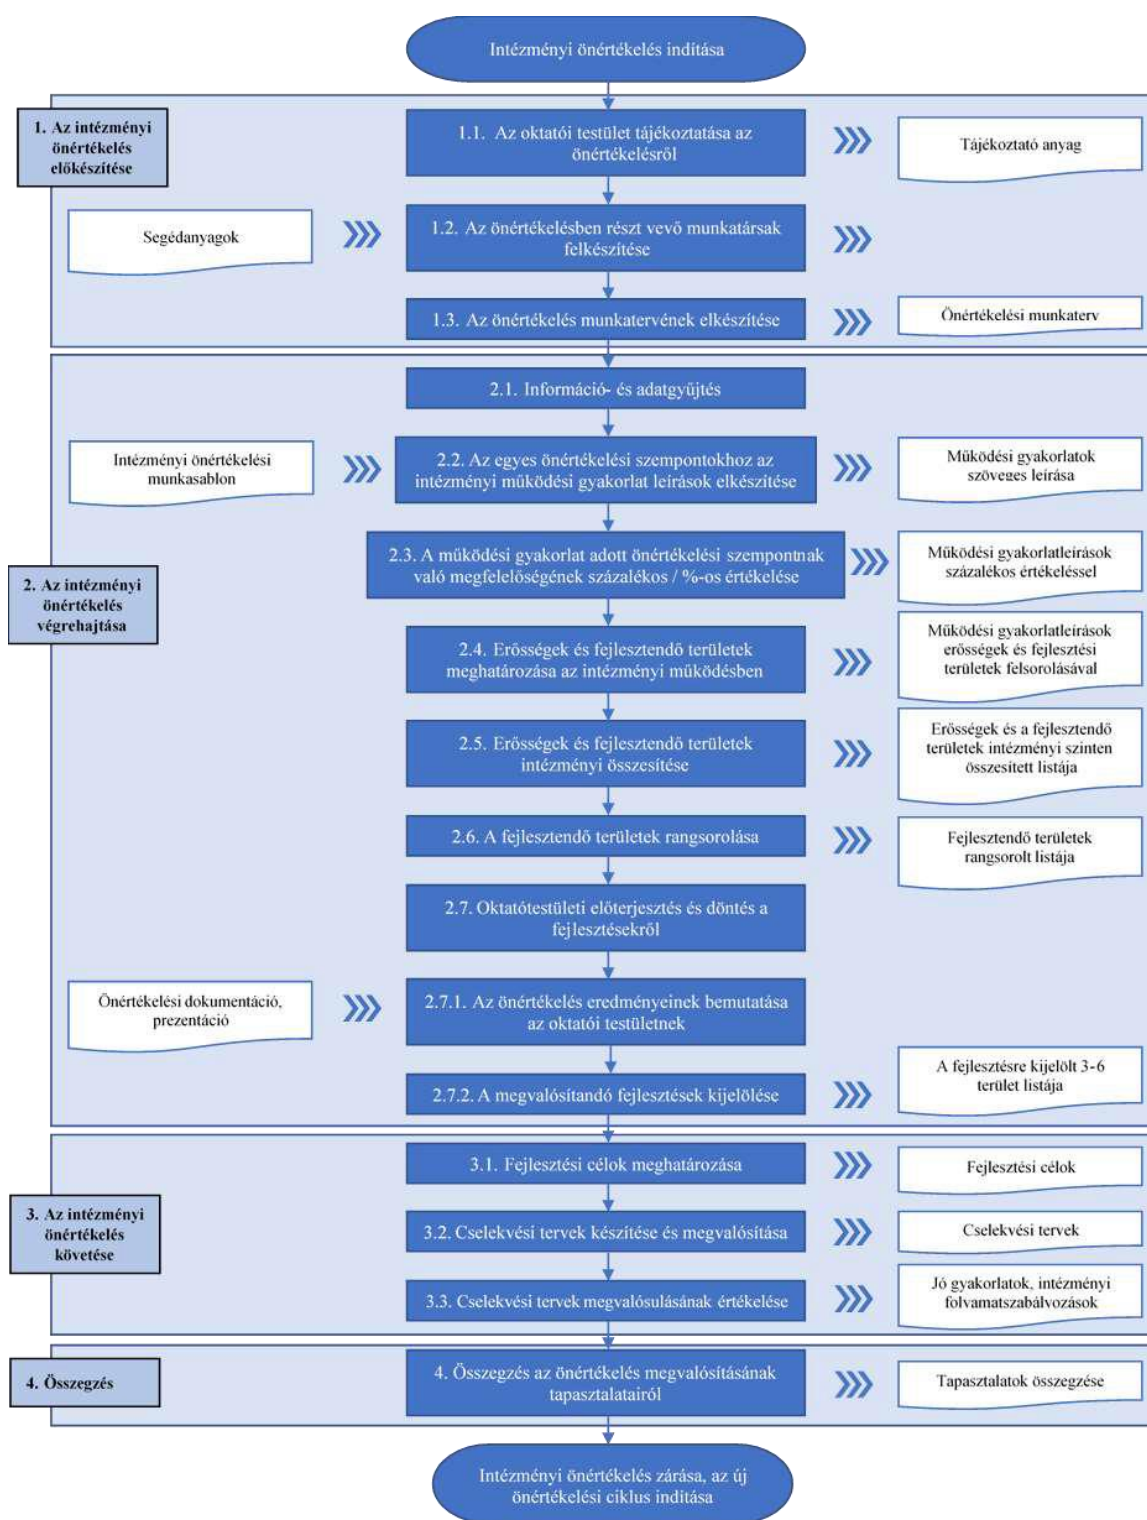 Intézményi önértékelés indítása
1. Az intézményi
önértékelés
előkészítése
1.1. Az oktatói testület tájékoztatása az
önértékelésről
Tájékoztató anyag
Segédanyagok
1.2. Az önértékelésben részt vevő munkatársak
felkészítése
1.3. Az önértékelés munkatervének elkészítése
Önértékelési munkaterv
2. Az intézményi
önértékelés
végrehajtása
2.1. Információ- és adatgyűjtés
Intézményi önértékelési
munkasablon
2.2. Az egyes önértékelési szempontokhoz az
intézményi működési gyakorlat leírások elkészítése
Működési gyakorlatok
szöveges leírása
2.3. A működési gyakorlat adott önértékelési szempontnak
való megfelelőségének százalékos / %-os értékelése
Működési gyakorlatleírások
százalékos értékeléssel
2.4. Erősségek és fejlesztendő területek
meghatározása az intézményi működésben
Működési gyakorlatleírások
erősségek és fejlesztési
területek felsorolásával
2.5. Erősségek és fejlesztendő területek
intézményi összesítése
Erősségek és a fejlesztendő
területek intézményi szinten
összesített listája
2.6. A fejlesztendő területek rangsorolása
Fejlesztendő területek
rangsorolt listája
2.7. Oktatótestületi előterjesztés és döntés a
fejlesztésekről
Önértékelési dokumentáció,
prezentáció
2.7.1. Az önértékelés eredményeinek bemutatása
az oktatói testületnek
2.7.2. A megvalósítandó fejlesztések kijelölése
A fejlesztésre kijelölt 3-6
terület listája
3. Az intézményi
önértékelés
követése
3.1. Fejlesztési célok meghatározása
Fejlesztési célok
3.2. Cselekvési tervek készítése és megvalósítása
Cselekvési tervek
3.3. Cselekvési tervek megvalósulásának értékelése
Jó gyakorlatok, intézményi
folyamatszabálvozások
4. Összegzés
4. Összegzés az önértékelés megvalósításának
tapasztalatairól
Tapasztalatok összegzése
Intézményi önértékelés zárása, az új
önértékelési ciklus indítása